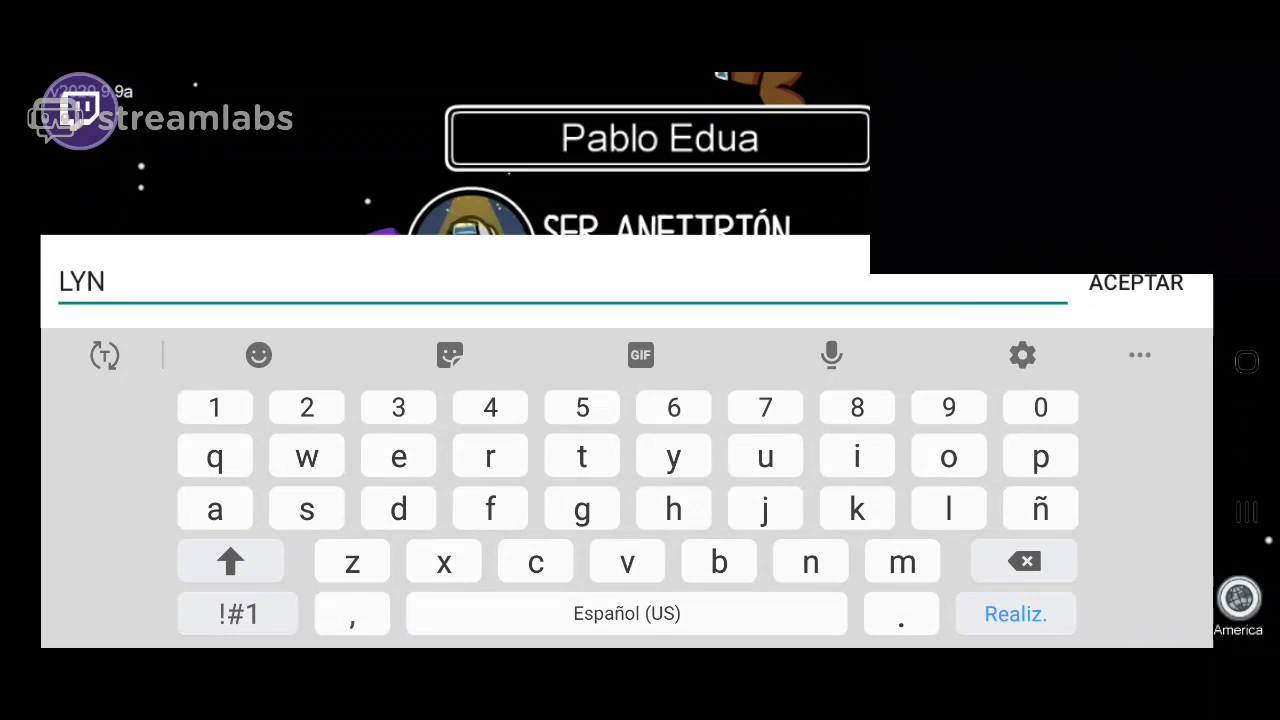 v2020.9.9a
streamlabs
Pablo Edua
SER ANFITRIÓN
LYN
ACEPTAR
GIF
1 2 3 4 5 6 7 8 9 0
q w e r t y u i o p
a s d f g h j k l ñ
z x c v b n m
!#1 , Español (US) . Realiz.
America